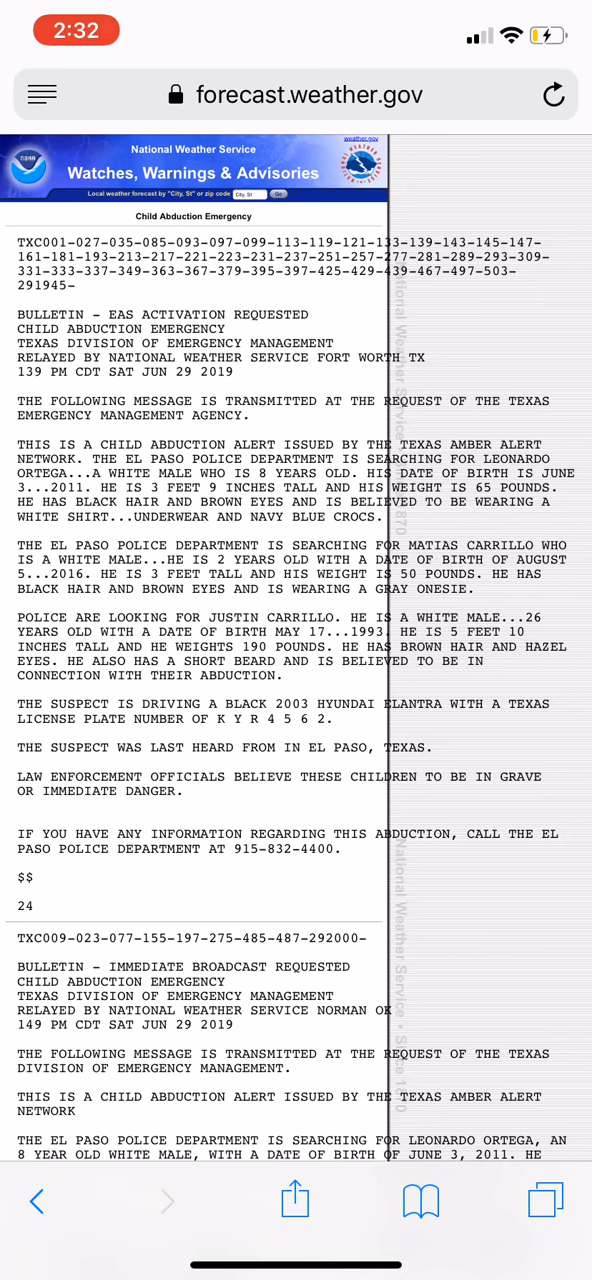 2:32
forecast.weather.gov
weather.gov
National Weather Service
Watches, Warnings & Advisories
Local weather forecast by "City, St" or zip code City, St Go
Child Abduction Emergency
TXC001-027-035-085-093-097-099-113-119-121-133-139-143-145-147-
161-181-193-213-217-221-223-231-237-251-257-277-281-289-293-309-
331-333-337-349-363-367-379-395-397-425-429-439-467-497-503-
291945-
BULLETIN - EAS ACTIVATION REQUESTED
CHILD ABDUCTION EMERGENCY
TEXAS DIVISION OF EMERGENCY MANAGEMENT
RELAYED BY NATIONAL WEATHER SERVICE FORT WORTH TX
139 PM CDT SAT JUN 29 2019
THE FOLLOWING MESSAGE IS TRANSMITTED AT THE REQUEST OF THE TEXAS
EMERGENCY MANAGEMENT AGENCY.
THIS IS A CHILD ABDUCTION ALERT ISSUED BY THE TEXAS AMBER ALERT
NETWORK. THE EL PASO POLICE DEPARTMENT IS SEARCHING FOR LEONARDO
ORTEGA...A WHITE MALE WHO IS 8 YEARS OLD. HIS DATE OF BIRTH IS JUNE
3...2011. HE IS 3 FEET 9 INCHES TALL AND HIS WEIGHT IS 65 POUNDS.
HE HAS BLACK HAIR AND BROWN EYES AND IS BELIEVED TO BE WEARING A
WHITE SHIRT...UNDERWEAR AND NAVY BLUE CROCS.
THE EL PASO POLICE DEPARTMENT IS SEARCHING FOR MATIAS CARRILLO WHO
IS A WHITE MALE...HE IS 2 YEARS OLD WITH A DATE OF BIRTH OF AUGUST
5...2016. HE IS 3 FEET TALL AND HIS WEIGHT IS 50 POUNDS. HE HAS
BLACK HAIR AND BROWN EYES AND IS WEARING A GRAY ONESIE.
POLICE ARE LOOKING FOR JUSTIN CARRILLO. HE IS A WHITE MALE...26
YEARS OLD WITH A DATE OF BIRTH MAY 17...1993. HE IS 5 FEET 10
INCHES TALL AND HE WEIGHTS 190 POUNDS. HE HAS BROWN HAIR AND HAZEL
EYES. HE ALSO HAS A SHORT BEARD AND IS BELIEVED TO BE IN
CONNECTION WITH THEIR ABDUCTION.
THE SUSPECT IS DRIVING A BLACK 2003 HYUNDAI ELANTRA WITH A TEXAS
LICENSE PLATE NUMBER OF K Y R 4 5 6 2.
THE SUSPECT WAS LAST HEARD FROM IN EL PASO, TEXAS.
LAW ENFORCEMENT OFFICIALS BELIEVE THESE CHILDREN TO BE IN GRAVE
OR IMMEDIATE DANGER.
IF YOU HAVE ANY INFORMATION REGARDING THIS ABDUCTION, CALL THE EL
PASO POLICE DEPARTMENT AT 915-832-4400.
$$
24
TXC009-023-077-155-197-275-485-487-292000-
BULLETIN - IMMEDIATE BROADCAST REQUESTED
CHILD ABDUCTION EMERGENCY
TEXAS DIVISION OF EMERGENCY MANAGEMENT
RELAYED BY NATIONAL WEATHER SERVICE NORMAN OK
149 PM CDT SAT JUN 29 2019
THE FOLLOWING MESSAGE IS TRANSMITTED AT THE REQUEST OF THE TEXAS
DIVISION OF EMERGENCY MANAGEMENT.
THIS IS A CHILD ABDUCTION ALERT ISSUED BY THE TEXAS AMBER ALERT
NETWORK
THE EL PASO POLICE DEPARTMENT IS SEARCHING FOR LEONARDO ORTEGA, AN
8 YEAR OLD WHITE MALE, WITH A DATE OF BIRTH OF JUNE 3, 2011. HE
National Weather Service • Since 1870